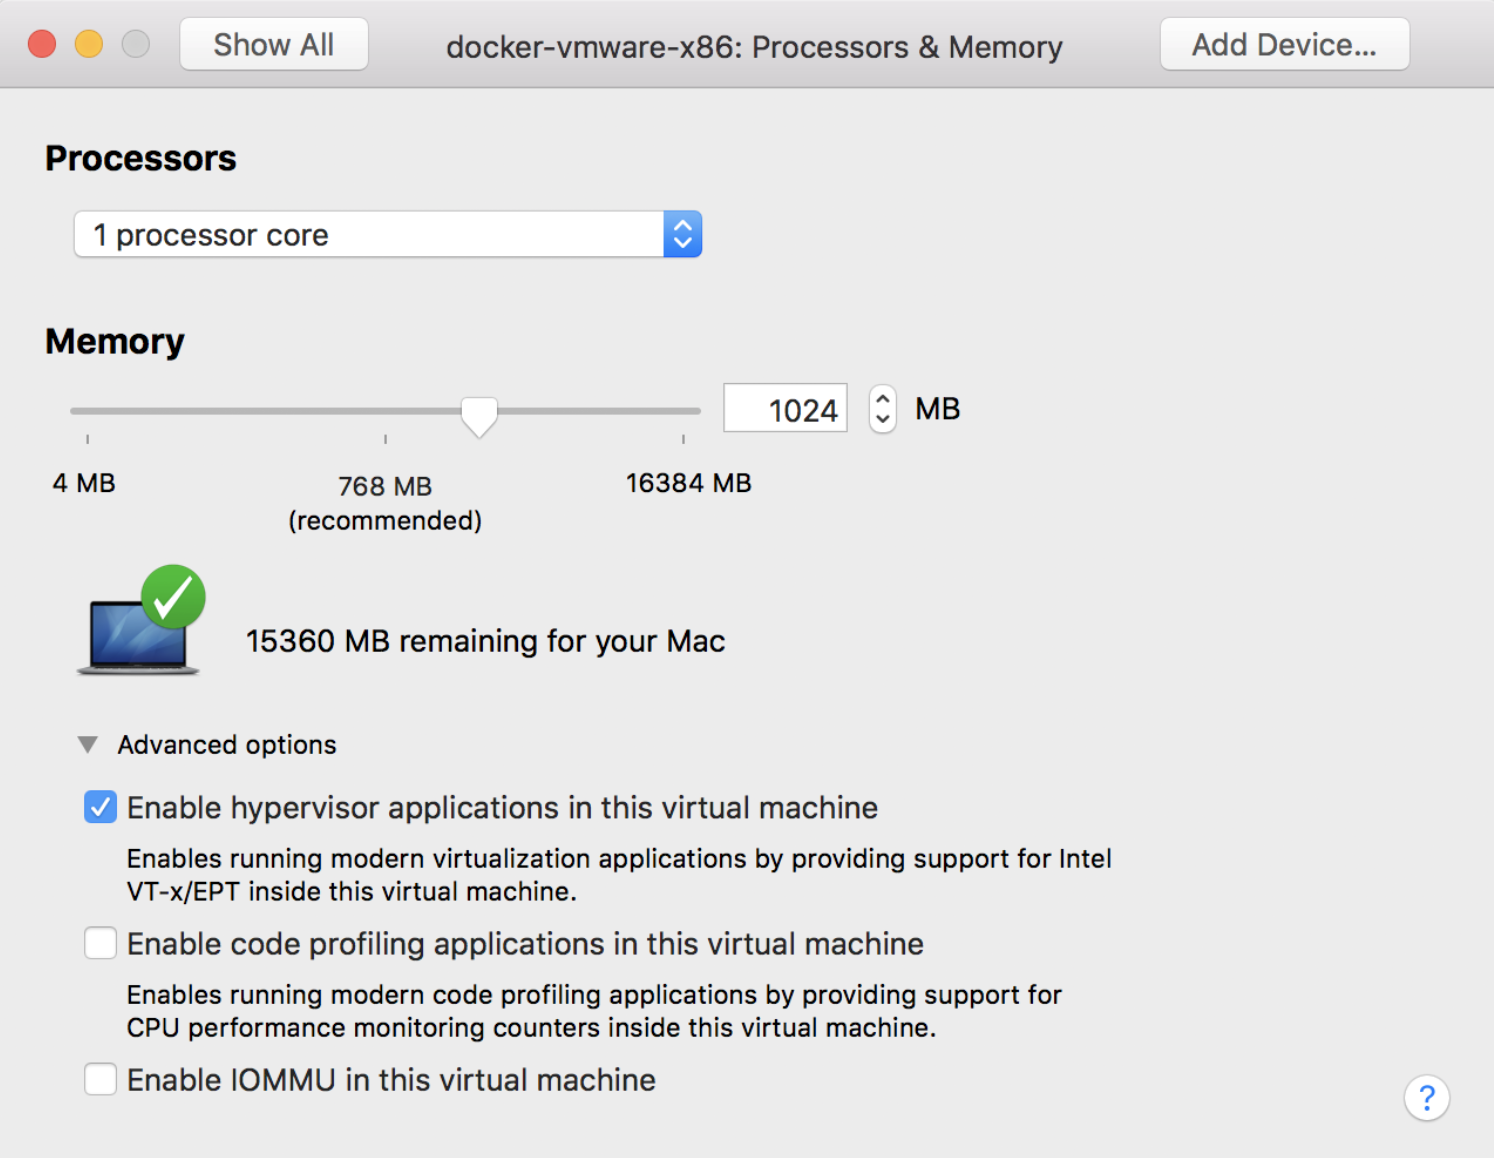 Show All
docker-vmware-x86: Processors & Memory
Add Device...
Processors
1 processor core
Memory
1024
MB
4 MB
768 MB
(recommended)
16384 MB
15360 MB remaining for your Mac
Advanced options
Enable hypervisor applications in this virtual machine
Enables running modern virtualization applications by providing support for Intel
VT-x/EPT inside this virtual machine.
Enable code profiling applications in this virtual machine
Enables running modern code profiling applications by providing support for
CPU performance monitoring counters inside this virtual machine.
Enable IOMMU in this virtual machine
?